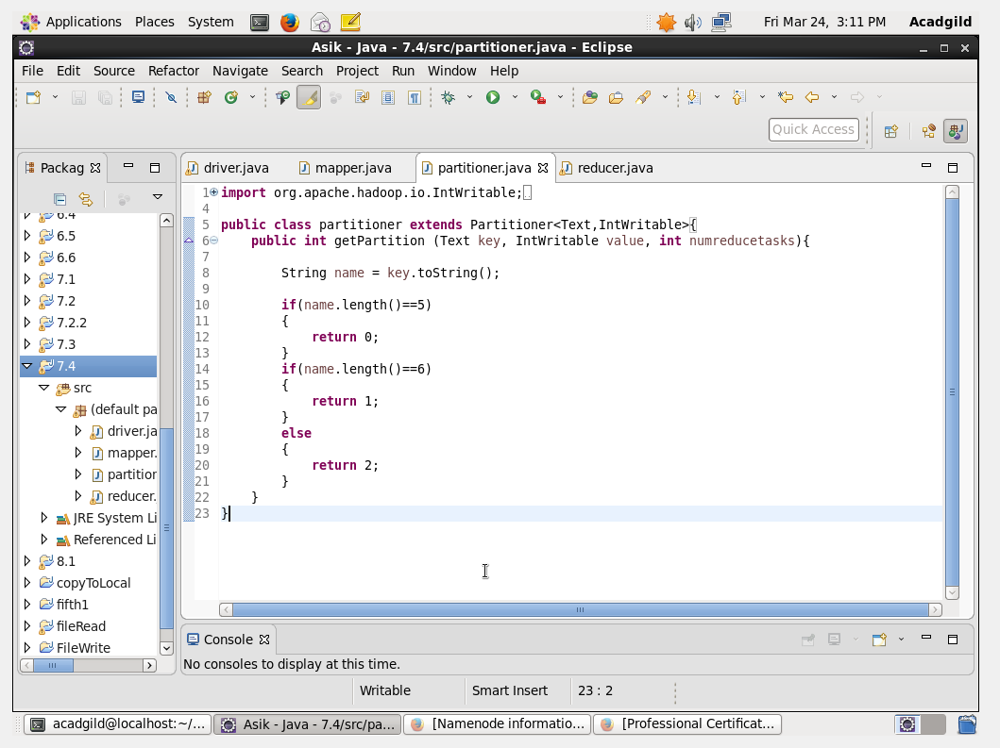 Applications Places System Fri Mar 24, 3:11 PM Acadgild
Asik - Java - 7.4/src/partitioner.java - Eclipse
File Edit Source Refactor Navigate Search Project Run Window Help
Quick Access
Packag
driver.java mapper.java partitioner.java reducer.java
6.4
6.5
6.6
7.1
7.2
7.2.2
7.3
7.4
src
(default pa
driver.ja
mapper.
partition
reducer.
JRE System Li
Referenced Li
8.1
copyToLocal
fifth1
fileRead
FileWrite
1 import org.apache.hadoop.io.IntWritable;
4
5 public class partitioner extends Partitioner<Text,IntWritable>{
6 public int getPartition (Text key, IntWritable value, int numreducetasks){
7
8 String name = key.toString();
9
10 if(name.length()==5)
11 {
12 return 0;
13 }
14 if(name.length()==6)
15 {
16 return 1;
17 }
18 else
19 {
20 return 2;
21 }
22 }
23 }
Console
No consoles to display at this time.
Writable Smart Insert 23 : 2
acadgild@localhost:~/... Asik - Java - 7.4/src/pa... [Namenode informatio... [Professional Certificat...